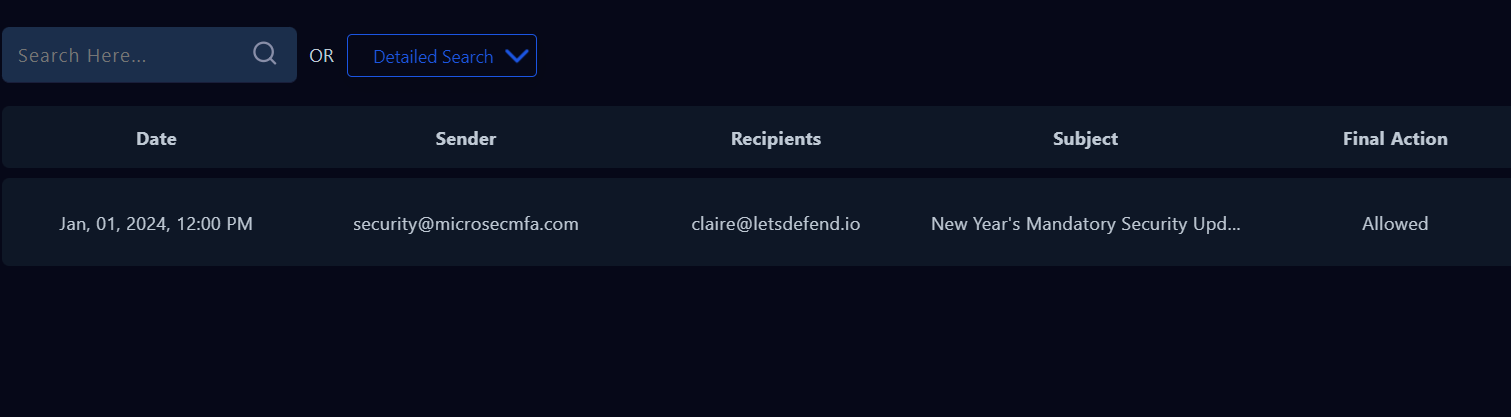 Search Here... OR Detailed Search
Date Sender Recipients Subject Final Action
Jan, 01, 2024, 12:00 PM security@microsecmfa.com claire@letsdefend.io New Year's Mandatory Security Upd... Allowed